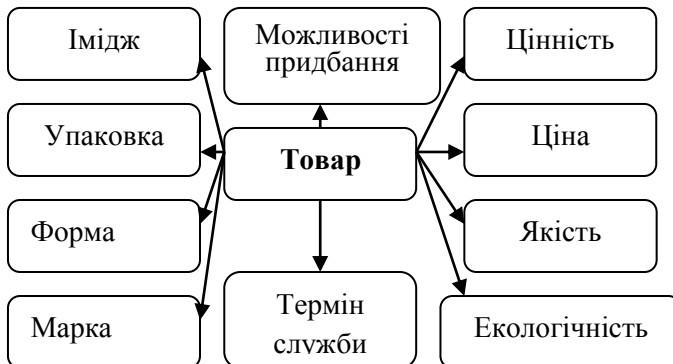 Імідж
Можливості
придбання
Цінність
Упаковка
Товар
Ціна
Форма
Якість
Марка
Термін
служби
Екологічність